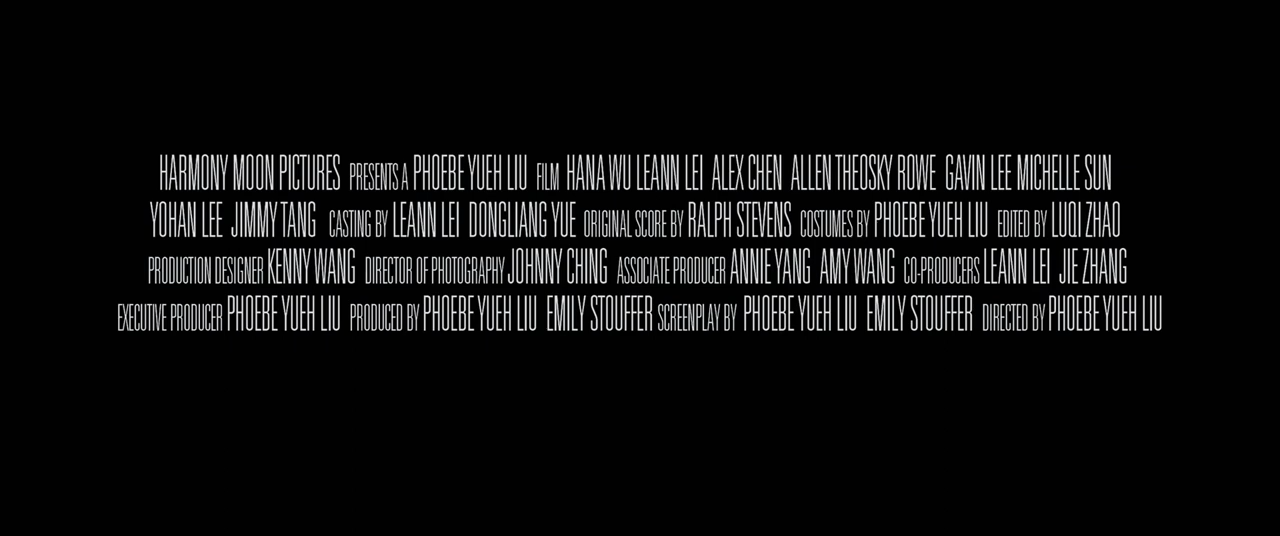 HARMONY MOON PICTURES PRESENTS A PHOEBE YUEH LIU FILM HANA WU LEANN LEI ALEX CHEN ALLEN THEOSKY ROWE GAVIN LEE MICHELLE SUN
YOHAN LEE JIMMY TANG CASTING BY LEANN LEI DONGLIANG YUE ORIGINAL SCORE BY RALPH STEVENS COSTUMES BY PHOEBE YUEH LIU EDITED BY LUQI ZHAO
PRODUCTION DESIGNER KENNY WANG DIRECTOR OF PHOTOGRAPHY JOHNNY CHING ASSOCIATE PRODUCER ANNIE YANG AMY WANG CO-PRODUCERS LEANN LEI JIE ZHANG
EXECUTIVE PRODUCER PHOEBE YUEH LIU PRODUCED BY PHOEBE YUEH LIU EMILY STOUFFER SCREENPLAY BY PHOEBE YUEH LIU EMILY STOUFFER DIRECTED BY PHOEBE YUEH LIU